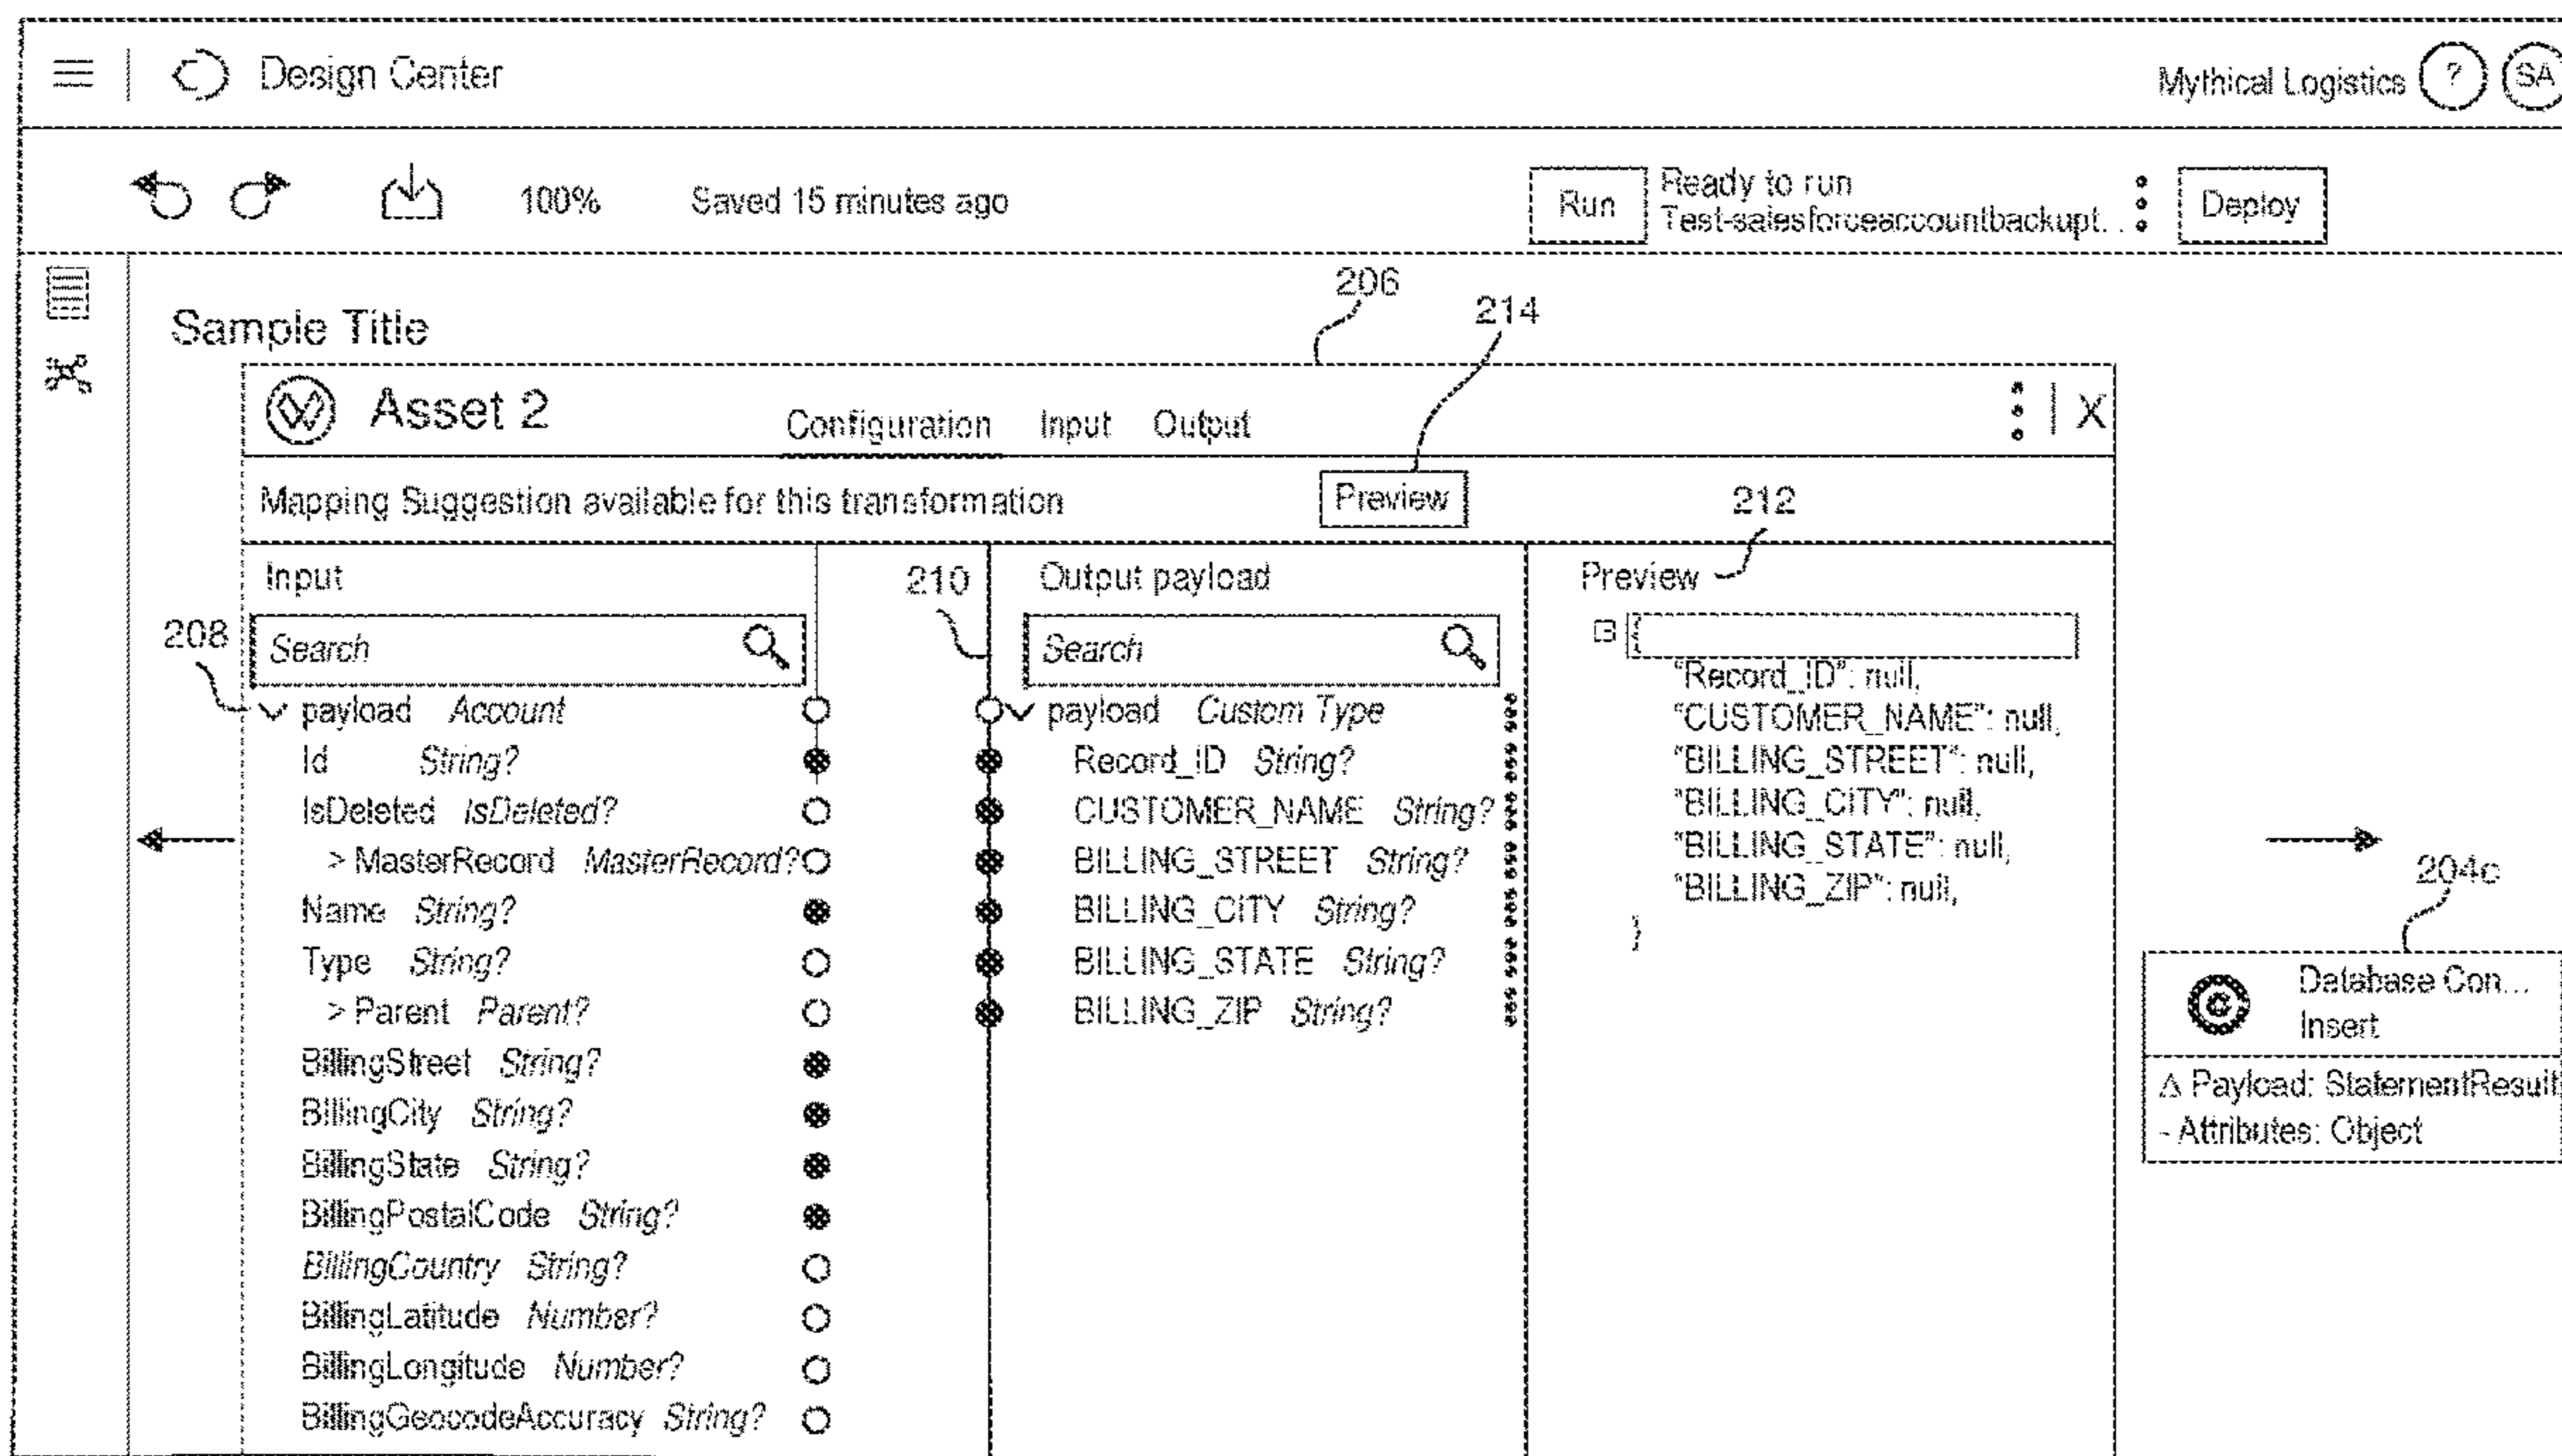 Design Center
Mythical Logistics ? SA
100% Saved 15 minutes ago
Run
Ready to run
Test-salesforceaccountbackupt. .
Deploy
206
214
Sample Title
Asset 2 Configuration Input Output X
Mapping Suggestion available for this transformation Preview
212
Input
210
Output payload
Preview
208
Search
Search
{
payload Account
Id String?
IsDeleted IsDeleted?
> MasterRecord MasterRecord?
Name String?
Type String?
> Parent Parent?
BillingStreet String?
BillingCity String?
BillingState String?
BillingPostalCode String?
BillingCountry String?
BillingLatitude Number?
BillingLongitude Number?
BillingGeocodeAccuracy String?
payload Custom Type
Record_ID String?
CUSTOMER_NAME String?
BILLING_STREET String?
BILLING_CITY String?
BILLING_STATE String?
BILLING_ZIP String?
"Record_ID": null,
"CUSTOMER_NAME": null,
"BILLING_STREET": null,
"BILLING_CITY": null,
"BILLING_STATE": null,
"BILLING_ZIP": null,
}
204c
Database Con...
Insert
Δ Payload: StatementResult
- Attributes: Object